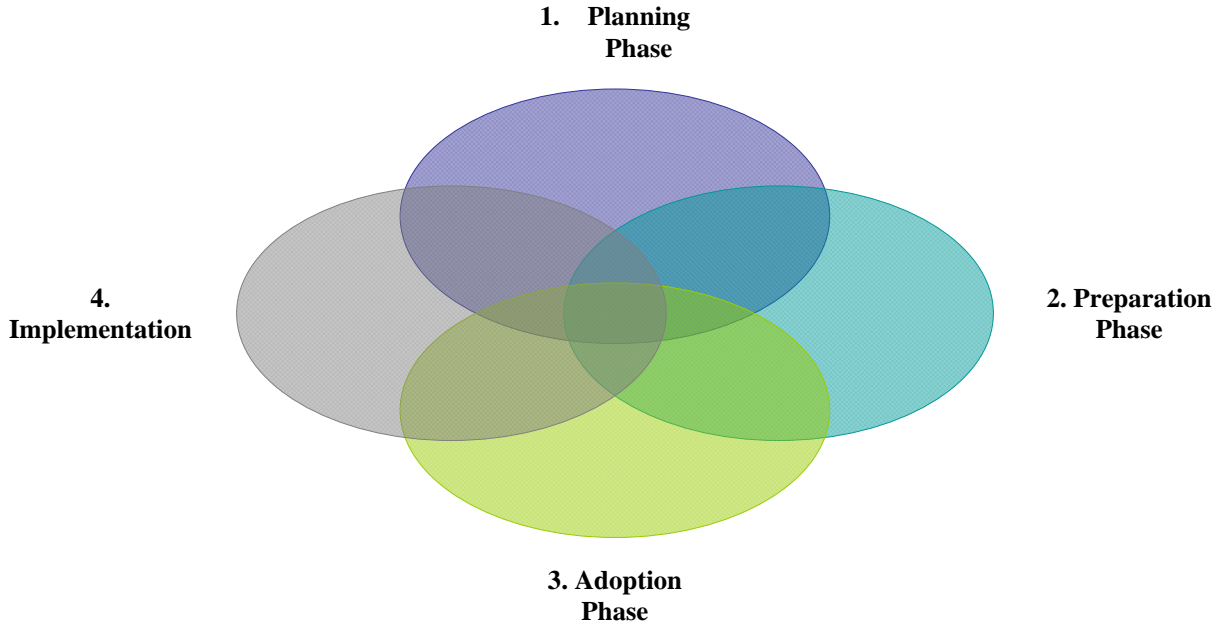 1. Planning
Phase
4.
Implementation
2. Preparation
Phase
3. Adoption
Phase